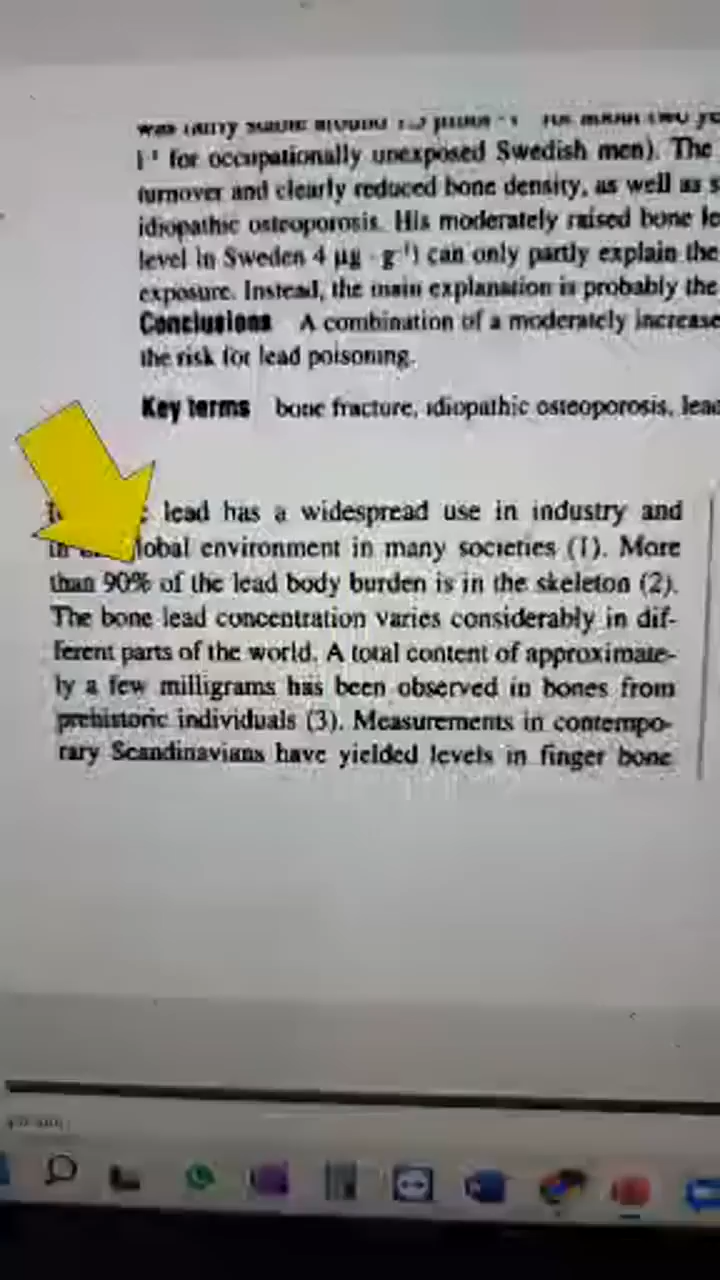 l⁻¹ for occupationally unexposed Swedish men). The
turnover and clearly reduced bone density, as well as s
idiopathic osteoporosis. His moderately raised bone le
level in Sweden 4 µg · g⁻¹) can only partly explain the
exposure. Instead, the main explanation is probably the
Conclusions A combination of a moderately increase
the risk for lead poisoning.
Key terms bone fracture, idiopathic osteoporosis, lead
lead has a widespread use in industry and
global environment in many societies (1). More
than 90% of the lead body burden is in the skeleton (2).
The bone lead concentration varies considerably in dif-
ferent parts of the world. A total content of approximate-
ly a few milligrams has been observed in bones from
prehistoric individuals (3). Measurements in contempo-
rary Scandinavians have yielded levels in finger bone